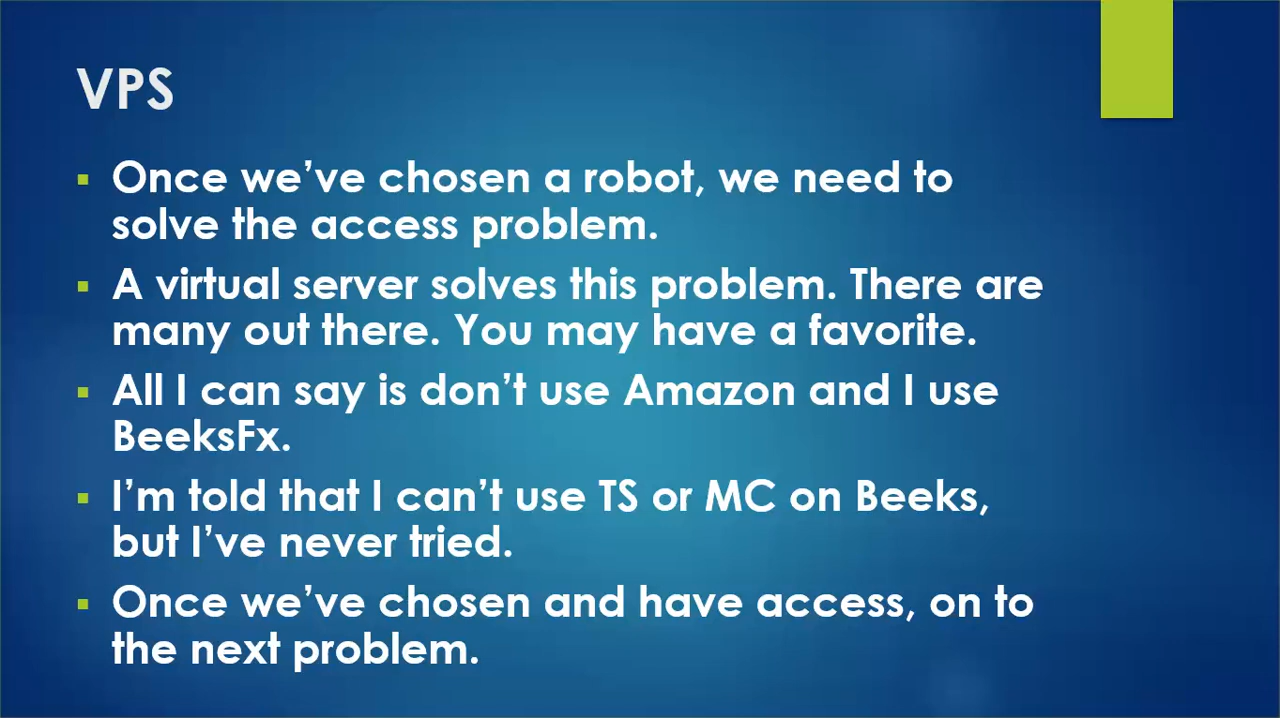 VPS
Once we’ve chosen a robot, we need to
solve the access problem.
A virtual server solves this problem. There are
many out there. You may have a favorite.
All I can say is don’t use Amazon and I use
BeeksFx.
I’m told that I can’t use TS or MC on Beeks,
but I’ve never tried.
Once we’ve chosen and have access, on to
the next problem.